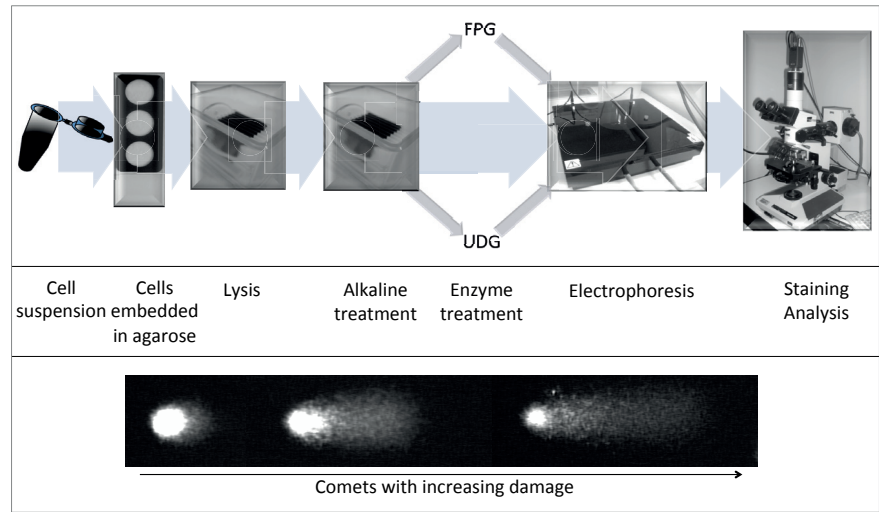 FPG
UDG
Cell
suspension
Cells
embedded
in agarose
Lysis
Alkaline
treatment
Enzyme
treatment
Electrophoresis
Staining
Analysis
Comets with increasing damage